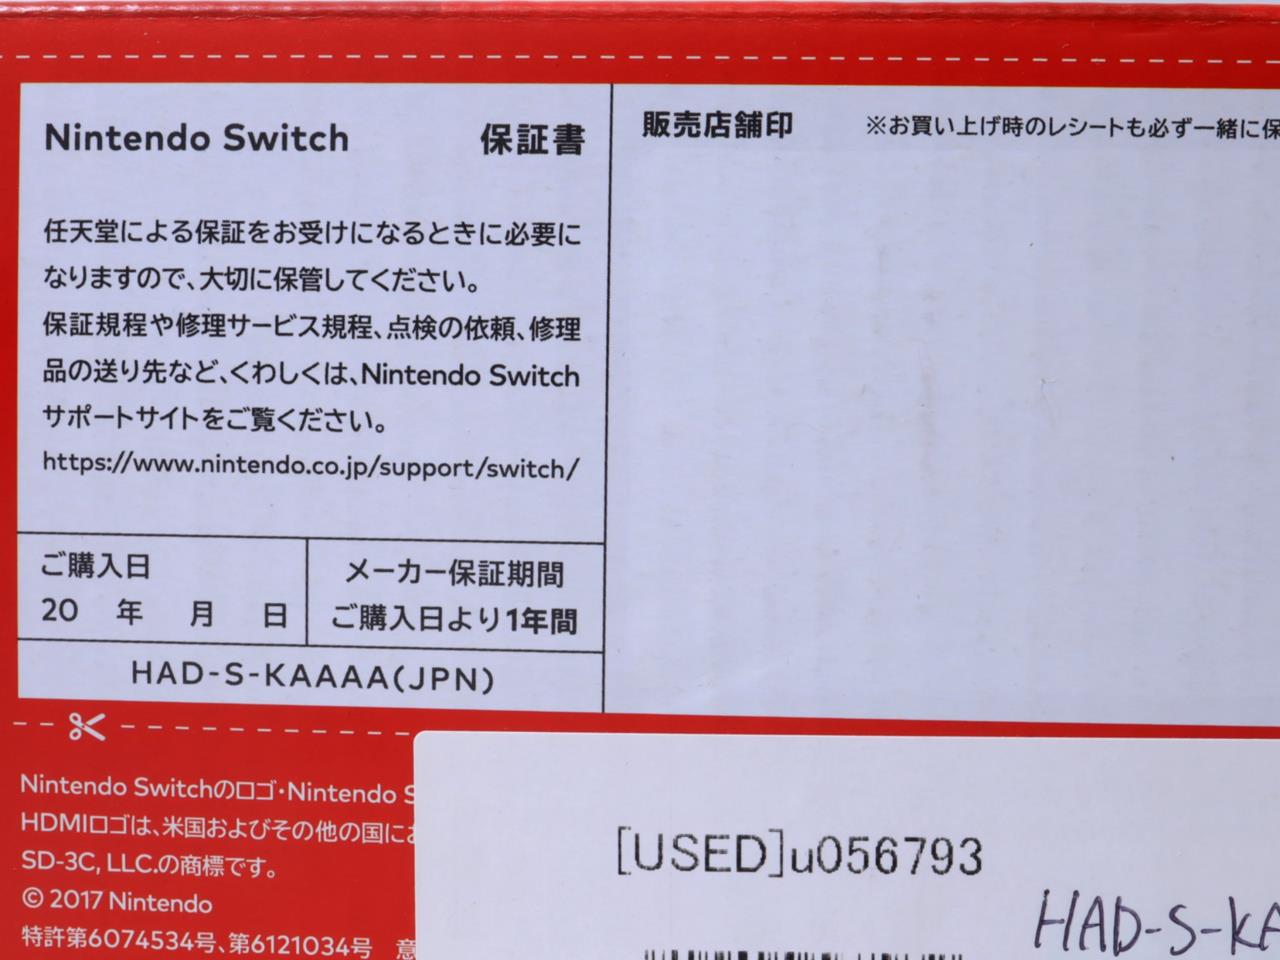 Nintendo Switch 保証書
任天堂による保証をお受けになるときに必要に
なりますので、大切に保管してください。
保証規程や修理サービス規程、点検の依頼、修理
品の送り先など、くわしくは、Nintendo Switch
サポートサイトをご覧ください。
https://www.nintendo.co.jp/support/switch/
ご購入日
20 年 月 日
メーカー保証期間
ご購入日より1年間
HAD-S-KAAAA(JPN)
販売店舗印 ※お買い上げ時のレシートも必ず一緒に保
Nintendo Switchのロゴ・Nintendo S
HDMIロゴは、米国およびその他の国にお
SD-3C, LLC.の商標です。
© 2017 Nintendo
特許第6074534号、第6121034号 意
[USED]u056793
HAD-S-KA